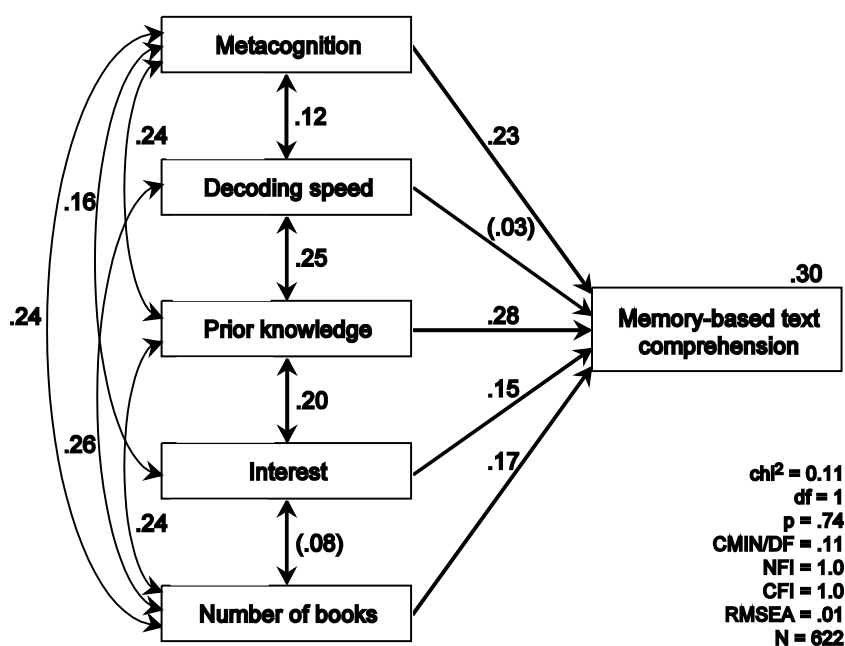 Metacognition
.12
.24
.23
Decoding speed
.16
(.03)
.25
.30
.24
Prior knowledge
.28
Memory-based text
comprehension
.20
.15
.26
Interest
.17
.24
(.08)
Number of books
chi² = 0.11
df = 1
p = .74
CMIN/DF = .11
NFI = 1.0
CFI = 1.0
RMSEA = .01
N = 622